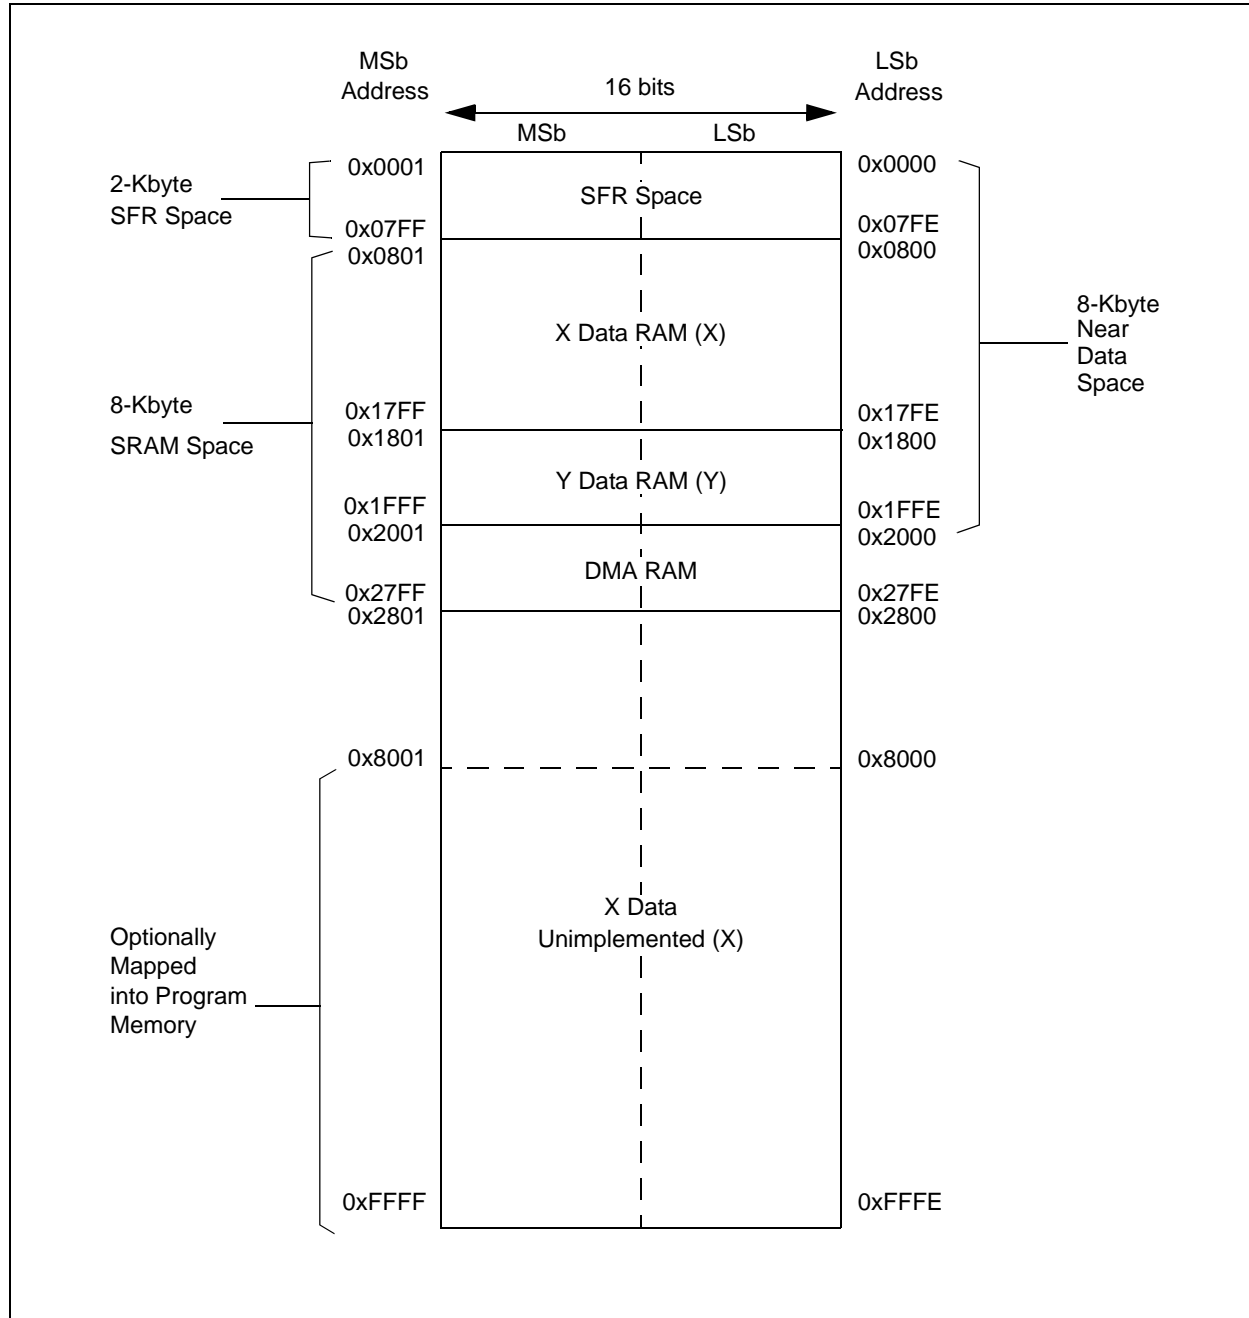 MSb
Address
16 bits
LSb
Address
MSb
LSb
0x0001
0x0000
2-Kbyte
SFR Space
SFR Space
0x07FF
0x07FE
0x0801
0x0800
X Data RAM (X)
8-Kbyte
Near
Data
Space
8-Kbyte
SRAM Space
0x17FF
0x17FE
0x1801
0x1800
Y Data RAM (Y)
0x1FFF
0x1FFE
0x2001
0x2000
DMA RAM
0x27FF
0x27FE
0x2801
0x2800
0x8001
0x8000
X Data
Unimplemented (X)
Optionally
Mapped
into Program
Memory
0xFFFF
0xFFFE